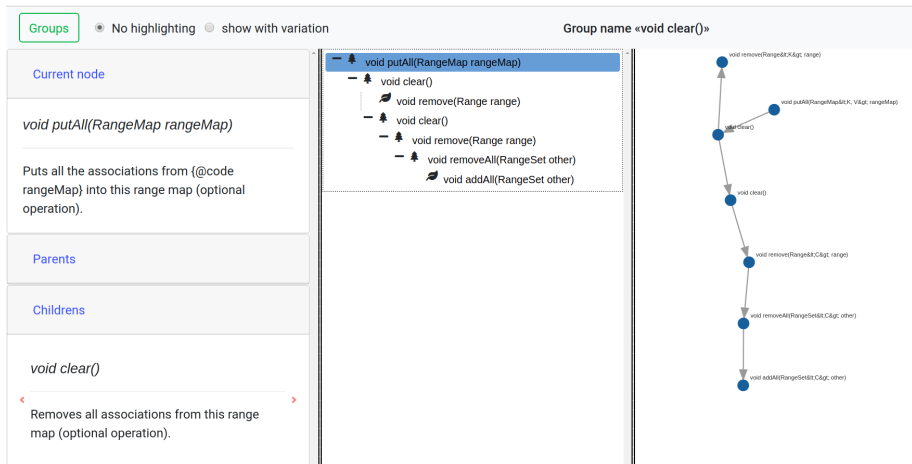 Groups
No highlighting
show with variation
Group name «void clear()»
Current node
void putAll(RangeMap rangeMap)
Puts all the associations from {@code
rangeMap} into this range map (optional
operation).
Parents
Childrens
void clear()
Removes all associations from this range
map (optional operation).
void putAll(RangeMap rangeMap)
void clear()
void remove(Range range)
void clear()
void remove(Range range)
void removeAll(RangeSet other)
void addAll(RangeSet other)
void remove(Range&lt;K&gt; range)
void putAll(RangeMap&lt;K, V&gt; rangeMap)
void clear()
void clear()
void remove(Range&lt;C&gt; range)
void removeAll(RangeSet&lt;C&gt; other)
void addAll(RangeSet&lt;C&gt; other)